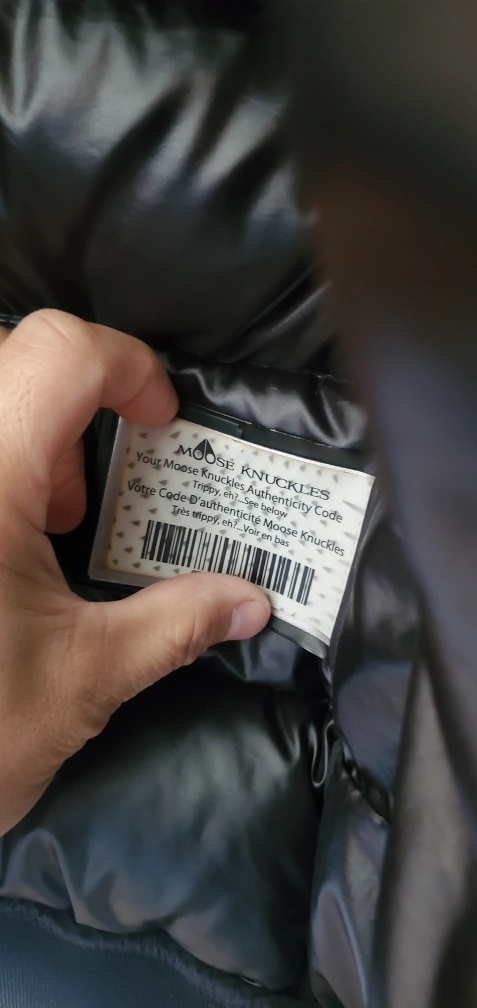 MOOSE KNUCKLES
Your Moose Knuckles Authenticity Code
Trippy, eh?...See below
Votre Code D'authenticité Moose Knuckles
Très trippy, eh?...Voir en bas